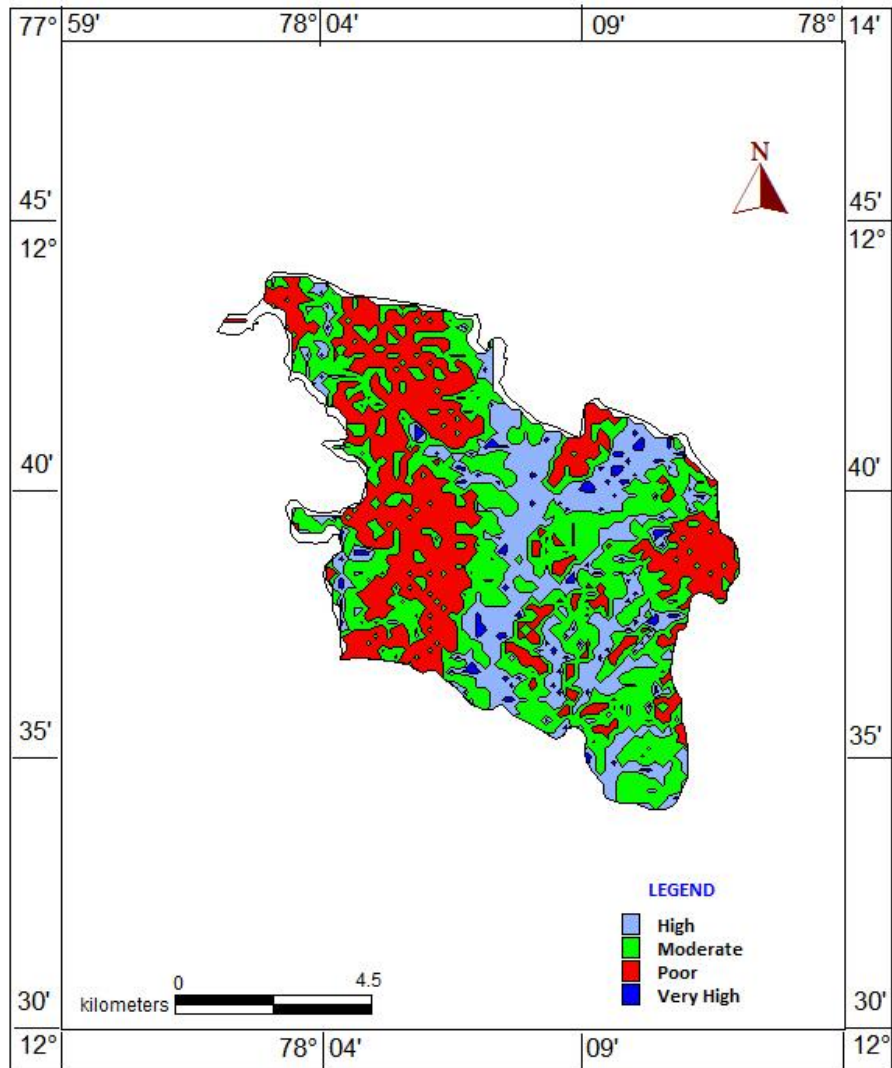 77° 59' 78° 04' 09' 78° 14'
N
45' 45'
12° 12°
40' 40'
35' 35'
LEGEND
High
Moderate
Poor
Very High
0 4.5
kilometers
30' 30'
12° 78° 04' 09' 12°